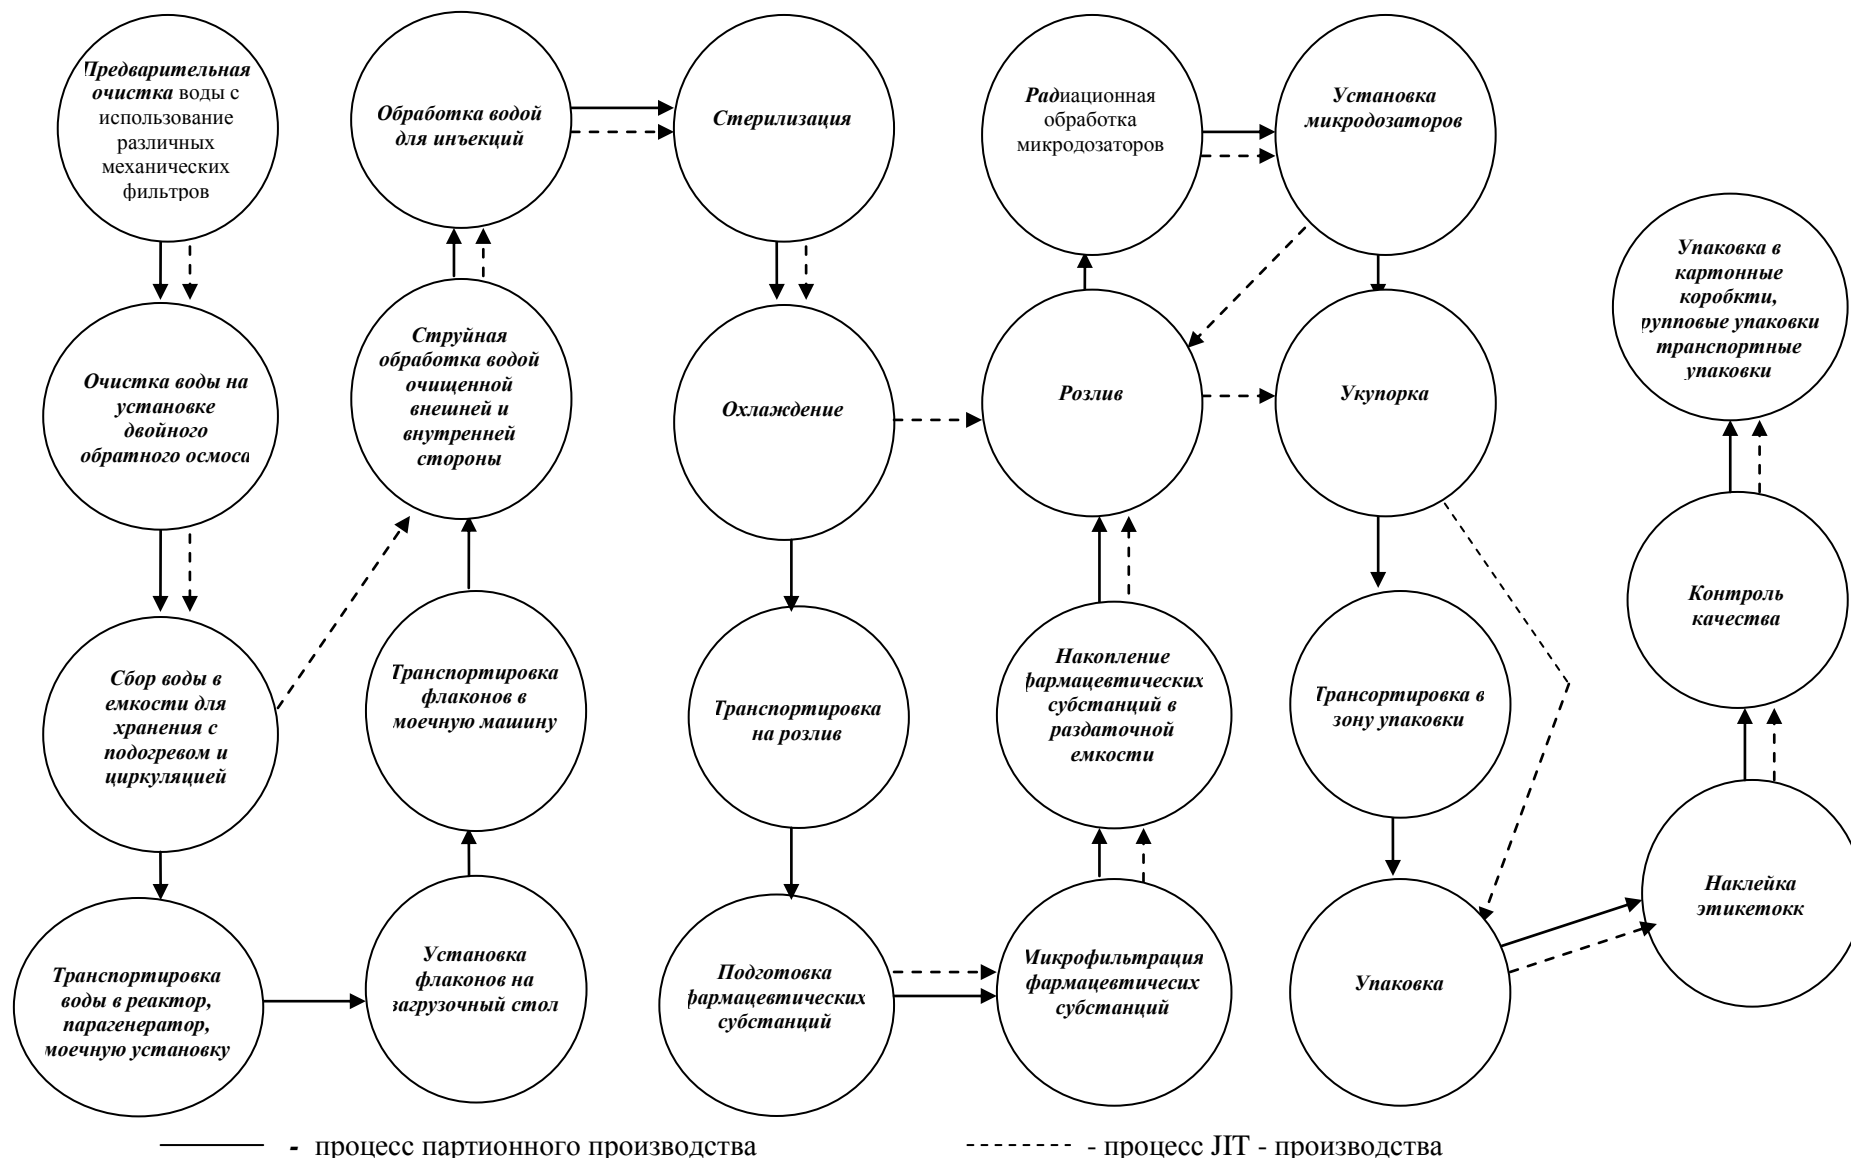 Предварительная
очистка воды с
использование
различных
механических
фильтров
Очистка воды на
установке
двойного
обратного осмоса
Сбор воды в
емкости для
хранения с
подогревом и
циркуляцией
Транспортировка
воды в реактор,
парагенератор,
моечную установку
Обработка водой
для инъекций
Струйная
обработка водой
очищенной
внешней и
внутренней
стороны
Транспортировка
флаконов в
моечную машину
Установка
флаконов на
загрузочный стол
Стерилизация
Охлаждение
Транспортировка
на розлив
Подготовка
фармацевтических
субстанций
Радиационная
обработка
микродозаторов
Розлив
Накопление
фармацевтических
субстанций в
раздаточной
емкости
Микрофильтрация
фармацевтичесих
субстанций
Установка
микродозаторов
Укупорка
Трансортировка в
зону упаковки
Упаковка
Упаковка в
картонные
коробкти,
рупповые упаковки
транспортные
упаковки
Контроль
качества
Наклейка
этикетокк
- процесс партионного производства
- процесс JIT - производства